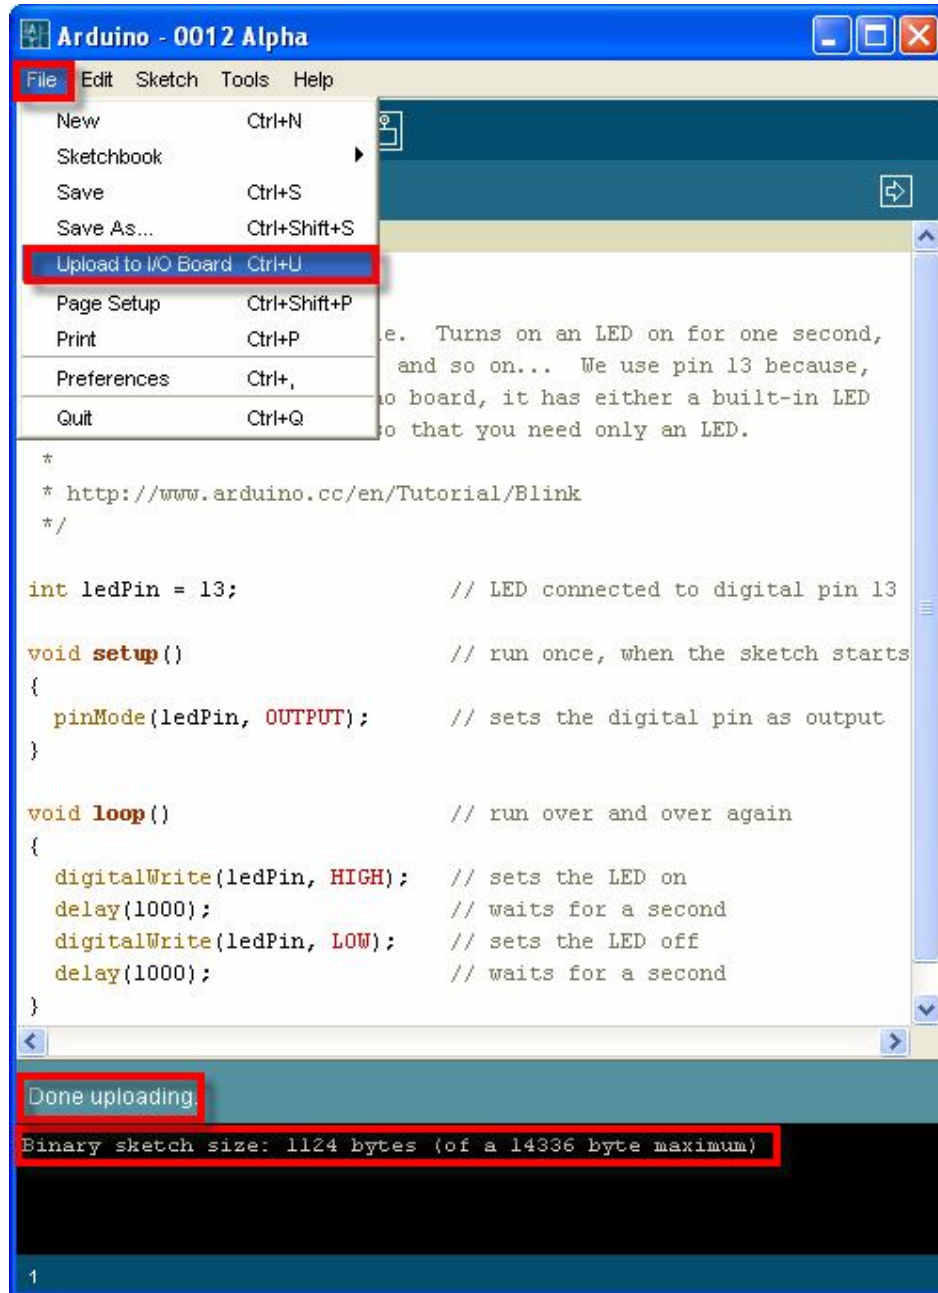 Arduino - 0012 Alpha
File Edit Sketch Tools Help
New Ctrl+N
Sketchbook
Save Ctrl+S
Save As... Ctrl+Shift+S
Upload to I/O Board Ctrl+U
Page Setup Ctrl+Shift+P
Print Ctrl+P
Preferences Ctrl+,
Quit Ctrl+Q
e. Turns on an LED on for one second,
and so on... We use pin 13 because,
o board, it has either a built-in LED
o that you need only an LED.
*
* http://www.arduino.cc/en/Tutorial/Blink
*/
int ledPin = 13; // LED connected to digital pin 13
void setup() // run once, when the sketch starts
{
pinMode(ledPin, OUTPUT); // sets the digital pin as output
}
void loop() // run over and over again
{
digitalWrite(ledPin, HIGH); // sets the LED on
delay(1000); // waits for a second
digitalWrite(ledPin, LOW); // sets the LED off
delay(1000); // waits for a second
}
Done uploading.
Binary sketch size: 1124 bytes (of a 14336 byte maximum)
1